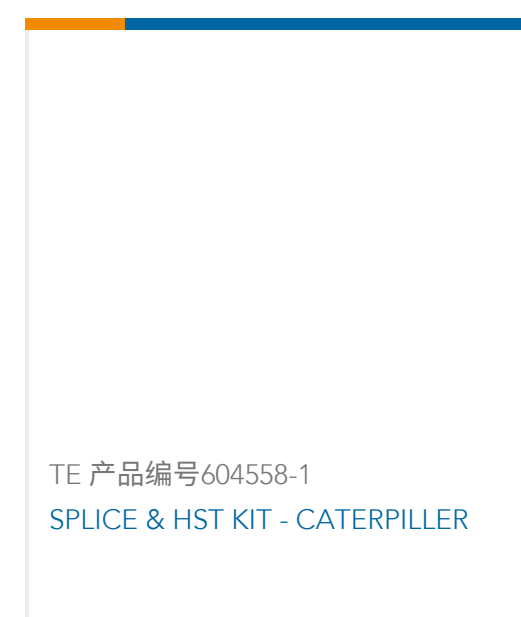 TE 产品编号604558-1
SPLICE & HST KIT - CATERPILLER